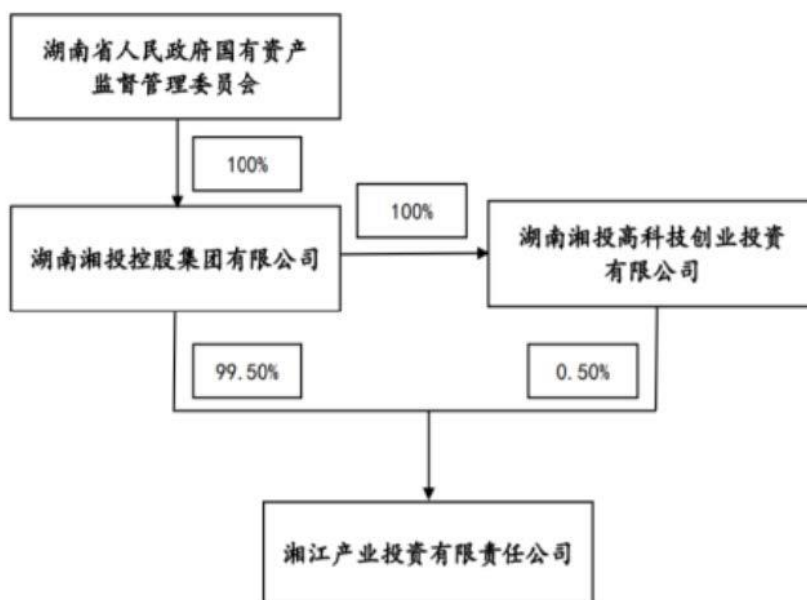 湖南省人民政府国有资产
监督管理委员会
100%
100%
湖南湘投控股集团有限公司
湖南湘投高科技创业投资
有限公司
99.50%
0.50%
湘江产业投资有限责任公司